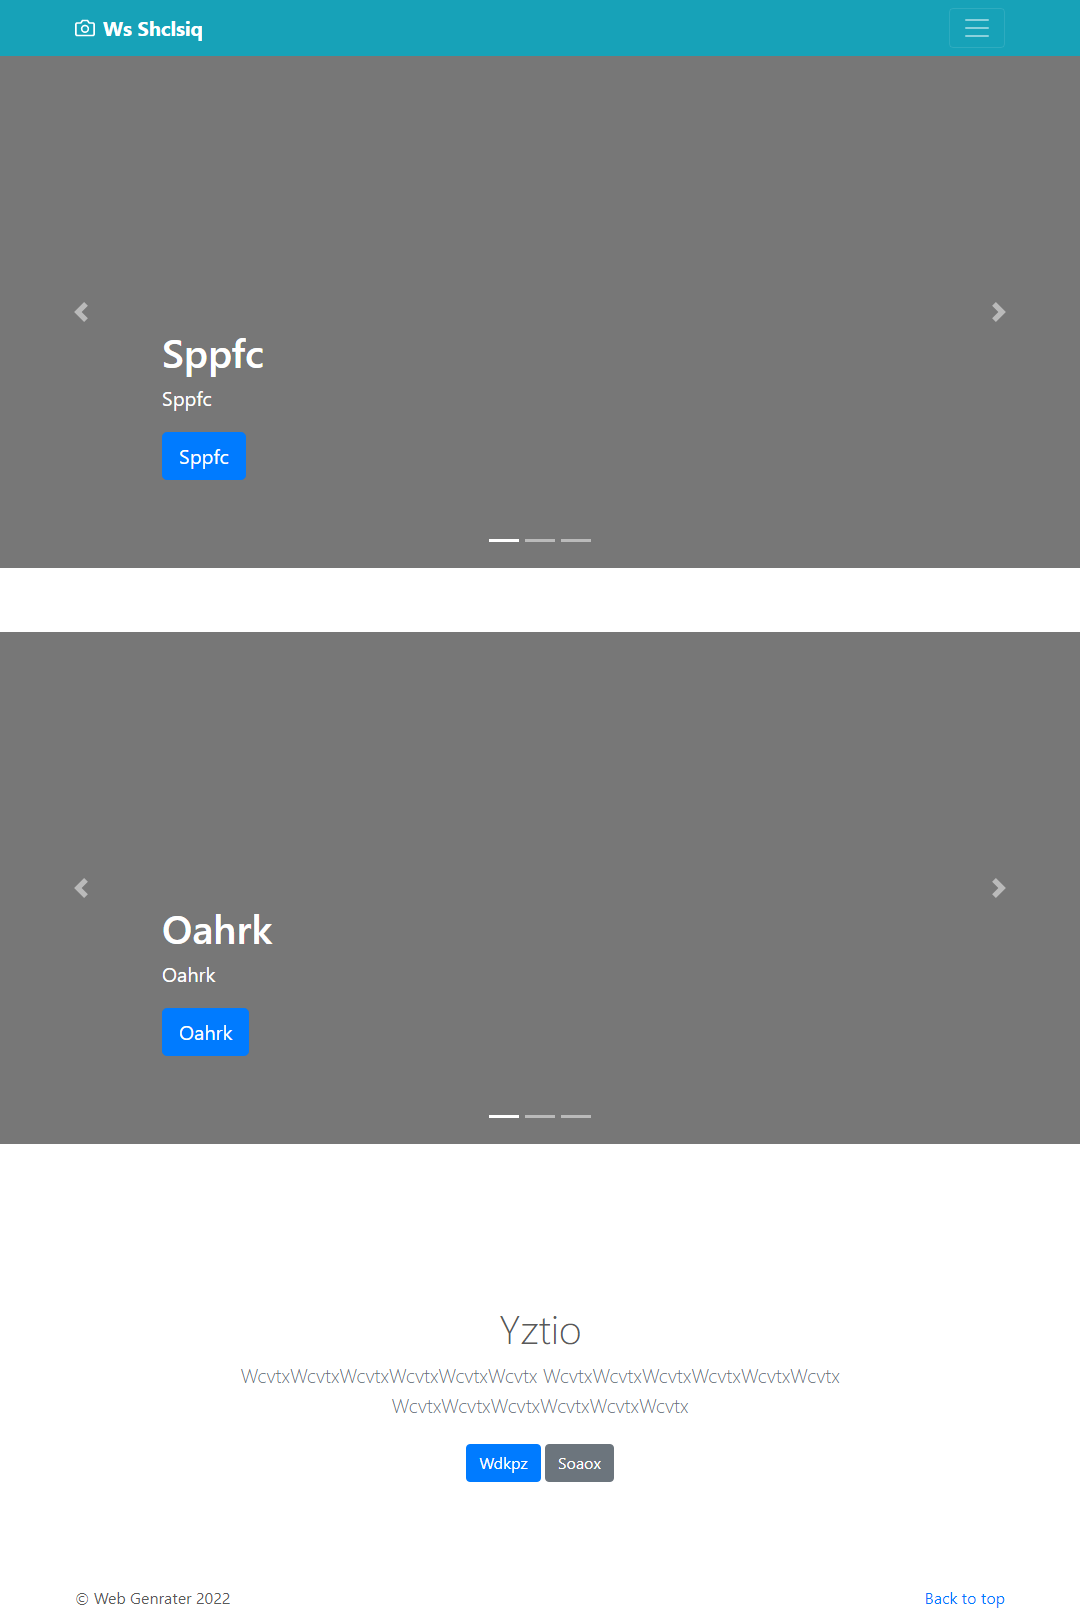 Ws Shclsiq
Sppfc
Sppfc
Sppfc
Oahrk
Oahrk
Oahrk
Yztio
WcvtxWcvtxWcvtxWcvtxWcvtxWcvtx WcvtxWcvtxWcvtxWcvtxWcvtxWcvtx
WcvtxWcvtxWcvtxWcvtxWcvtxWcvtx
Wdkpz Soaox
© Web Genrater 2022 Back to top